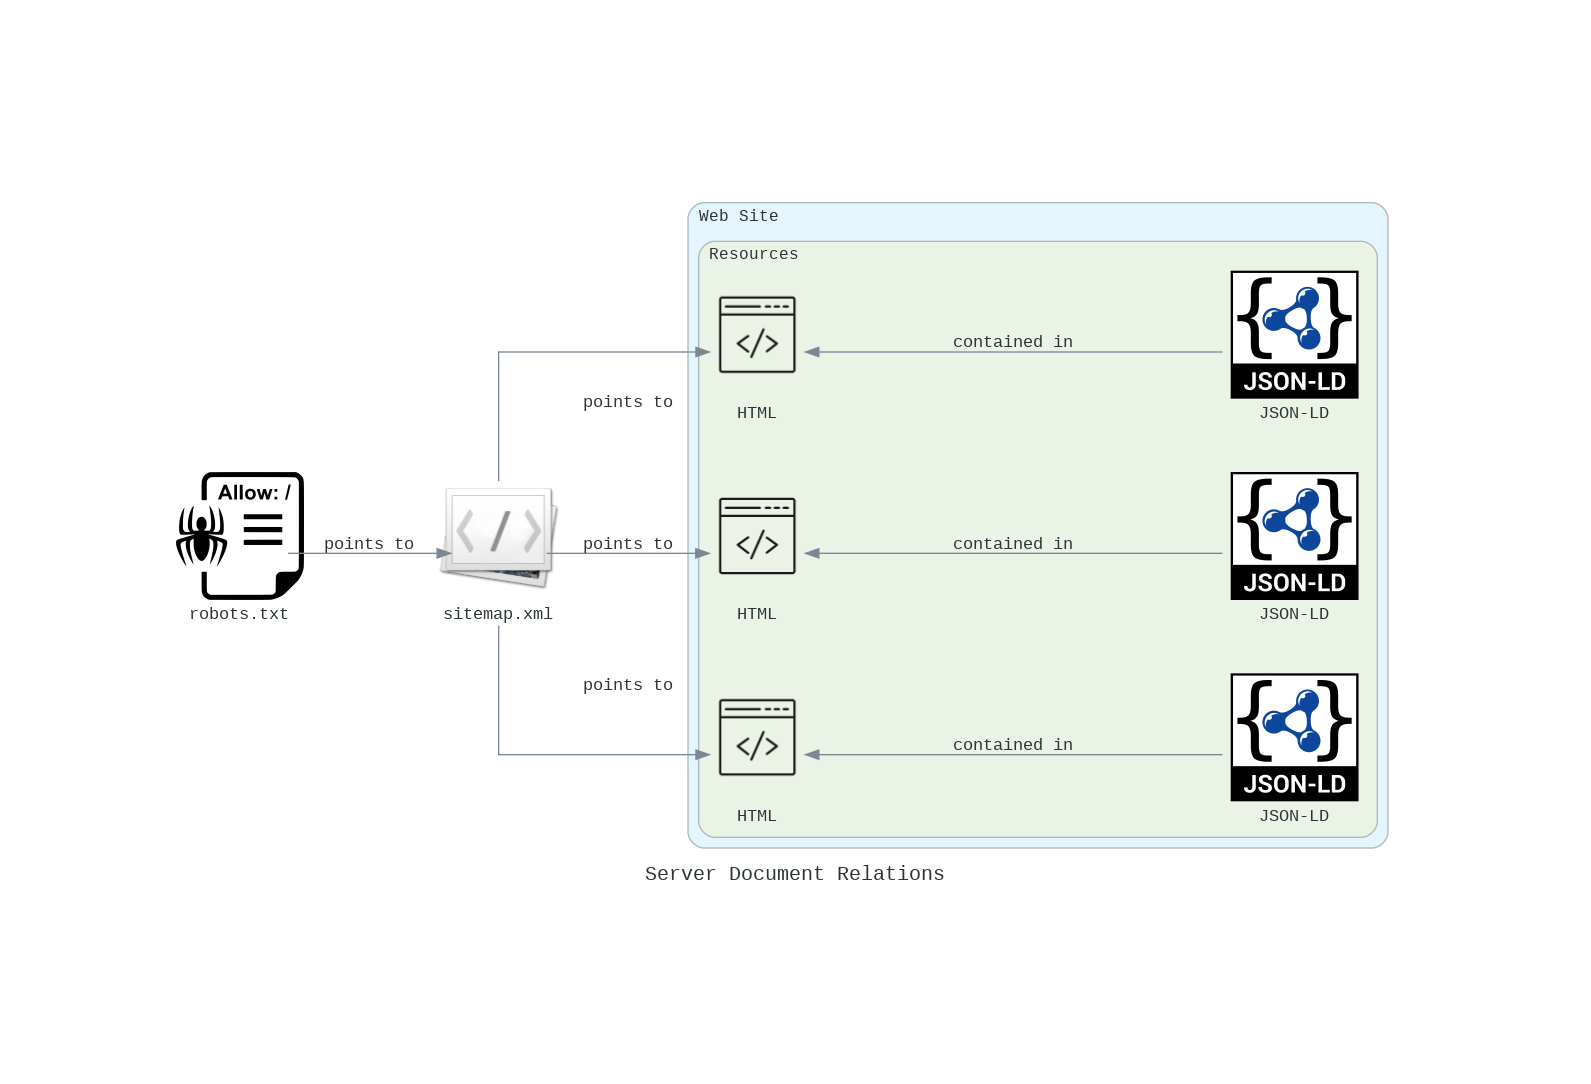 Web Site
Resources
contained in
JSON-LD
points to
HTML
JSON-LD
Allow: /
points to
points to
contained in
JSON-LD
robots.txt
sitemap.xml
HTML
JSON-LD
points to
contained in
JSON-LD
HTML
JSON-LD
Server Document Relations